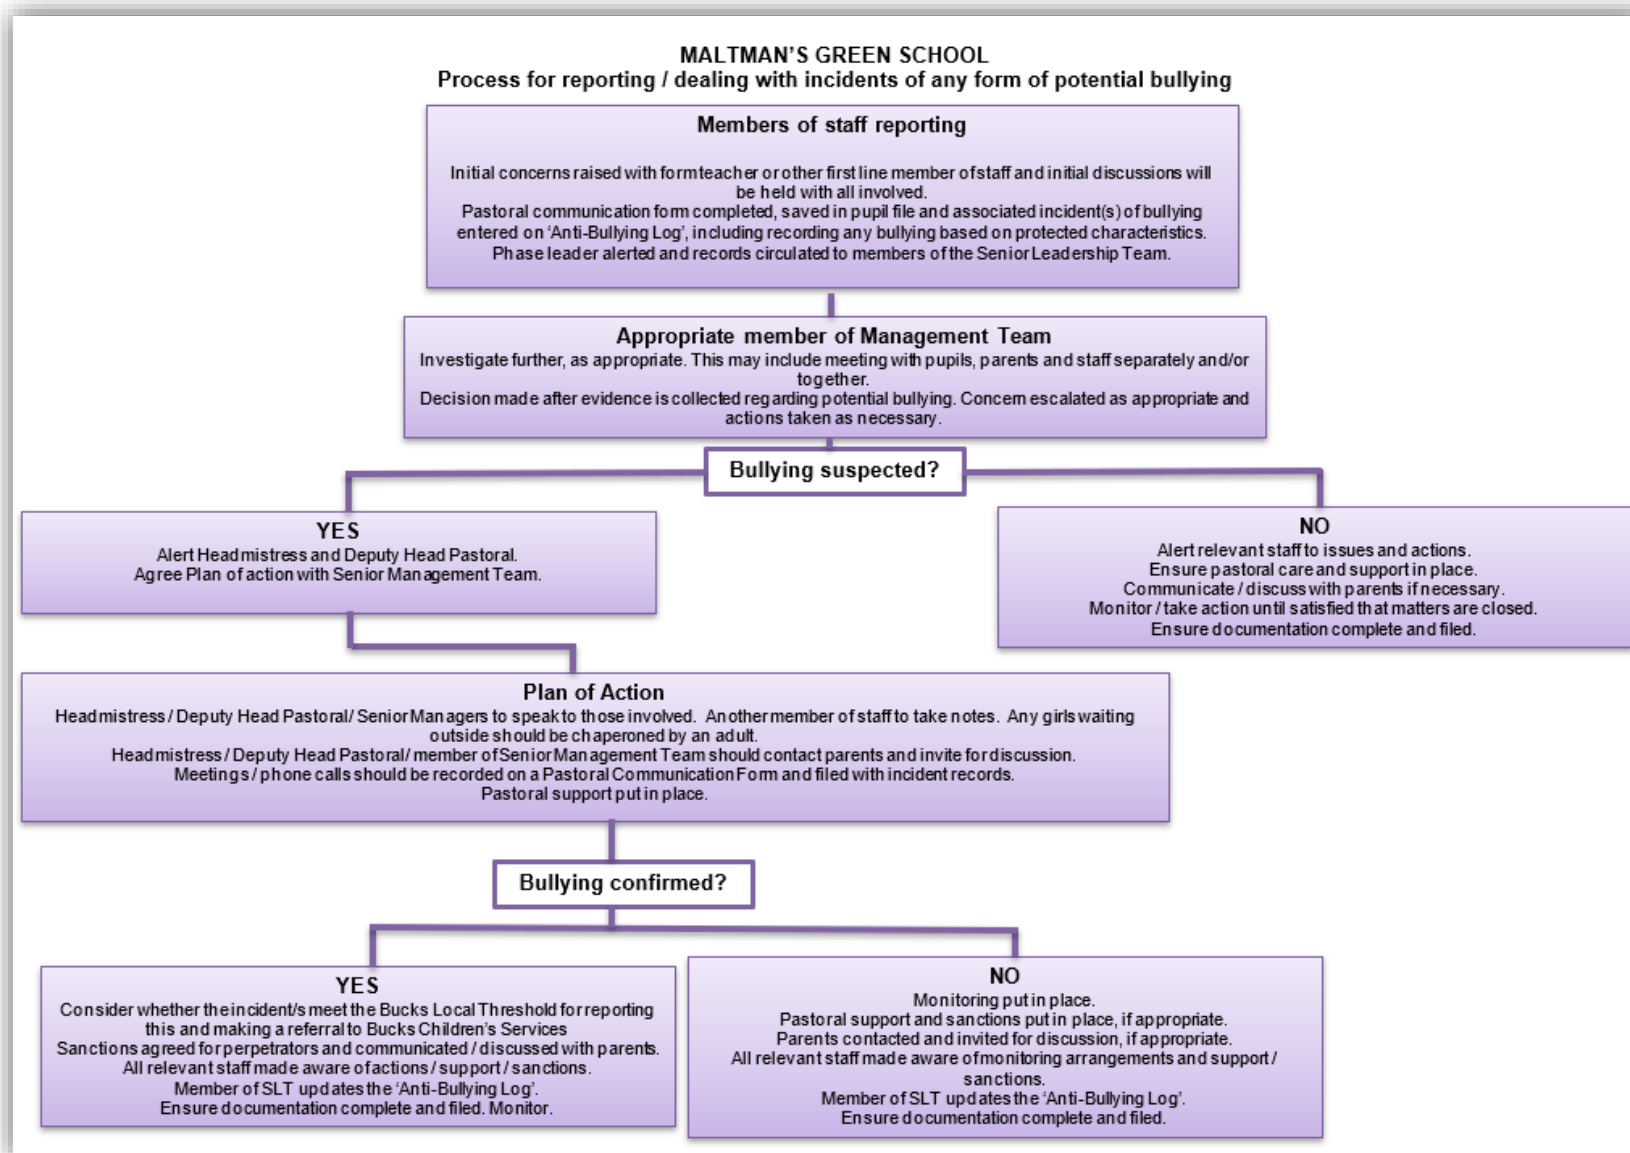 MALTMAN'S GREEN SCHOOL
Process for reporting / dealing with incidents of any form of potential bullying
Members of staff reporting
Initial concerns raised with form teacher or other first line member of staff and initial discussions will
be held with all involved.
Pastoral communication form completed, saved in pupil file and associated incident(s) of bullying
entered on ‘Anti-Bullying Log’, including recording any bullying based on protected characteristics.
Phase leader alerted and records circulated to members of the Senior Leadership Team.
Appropriate member of Management Team
Investigate further, as appropriate. This may include meeting with pupils, parents and staff separately and/or
together.
Decision made after evidence is collected regarding potential bullying. Concern escalated as appropriate and
actions taken as necessary.
Bullying suspected?
YES
Alert Headmistress and Deputy Head Pastoral.
Agree Plan of action with Senior Management Team.
NO
Alert relevant staff to issues and actions.
Ensure pastoral care and support in place.
Communicate / discuss with parents if necessary.
Monitor / take action until satisfied that matters are closed.
Ensure documentation complete and filed.
Plan of Action
Headmistress / Deputy Head Pastoral/ Senior Managers to speak to those involved. Another member of staff to take notes. Any girls waiting
outside should be chaperoned by an adult.
Headmistress / Deputy Head Pastoral/ member of Senior Management Team should contact parents and invite for discussion.
Meetings / phone calls should be recorded on a Pastoral Communication Form and filed with incident records.
Pastoral support put in place.
Bullying confirmed?
YES
Consider whether the incident/s meet the Bucks Local Threshold for reporting
this and making a referral to Bucks Children's Services
Sanctions agreed for perpetrators and communicated / discussed with parents.
All relevant staff made aware of actions / support / sanctions.
Member of SLT updates the ‘Anti-Bullying Log’.
Ensure documentation complete and filed. Monitor.
NO
Monitoring put in place.
Pastoral support and sanctions put in place, if appropriate.
Parents contacted and invited for discussion, if appropriate.
All relevant staff made aware of monitoring arrangements and support /
sanctions.
Member of SLT updates the ‘Anti-Bullying Log’.
Ensure documentation complete and filed.